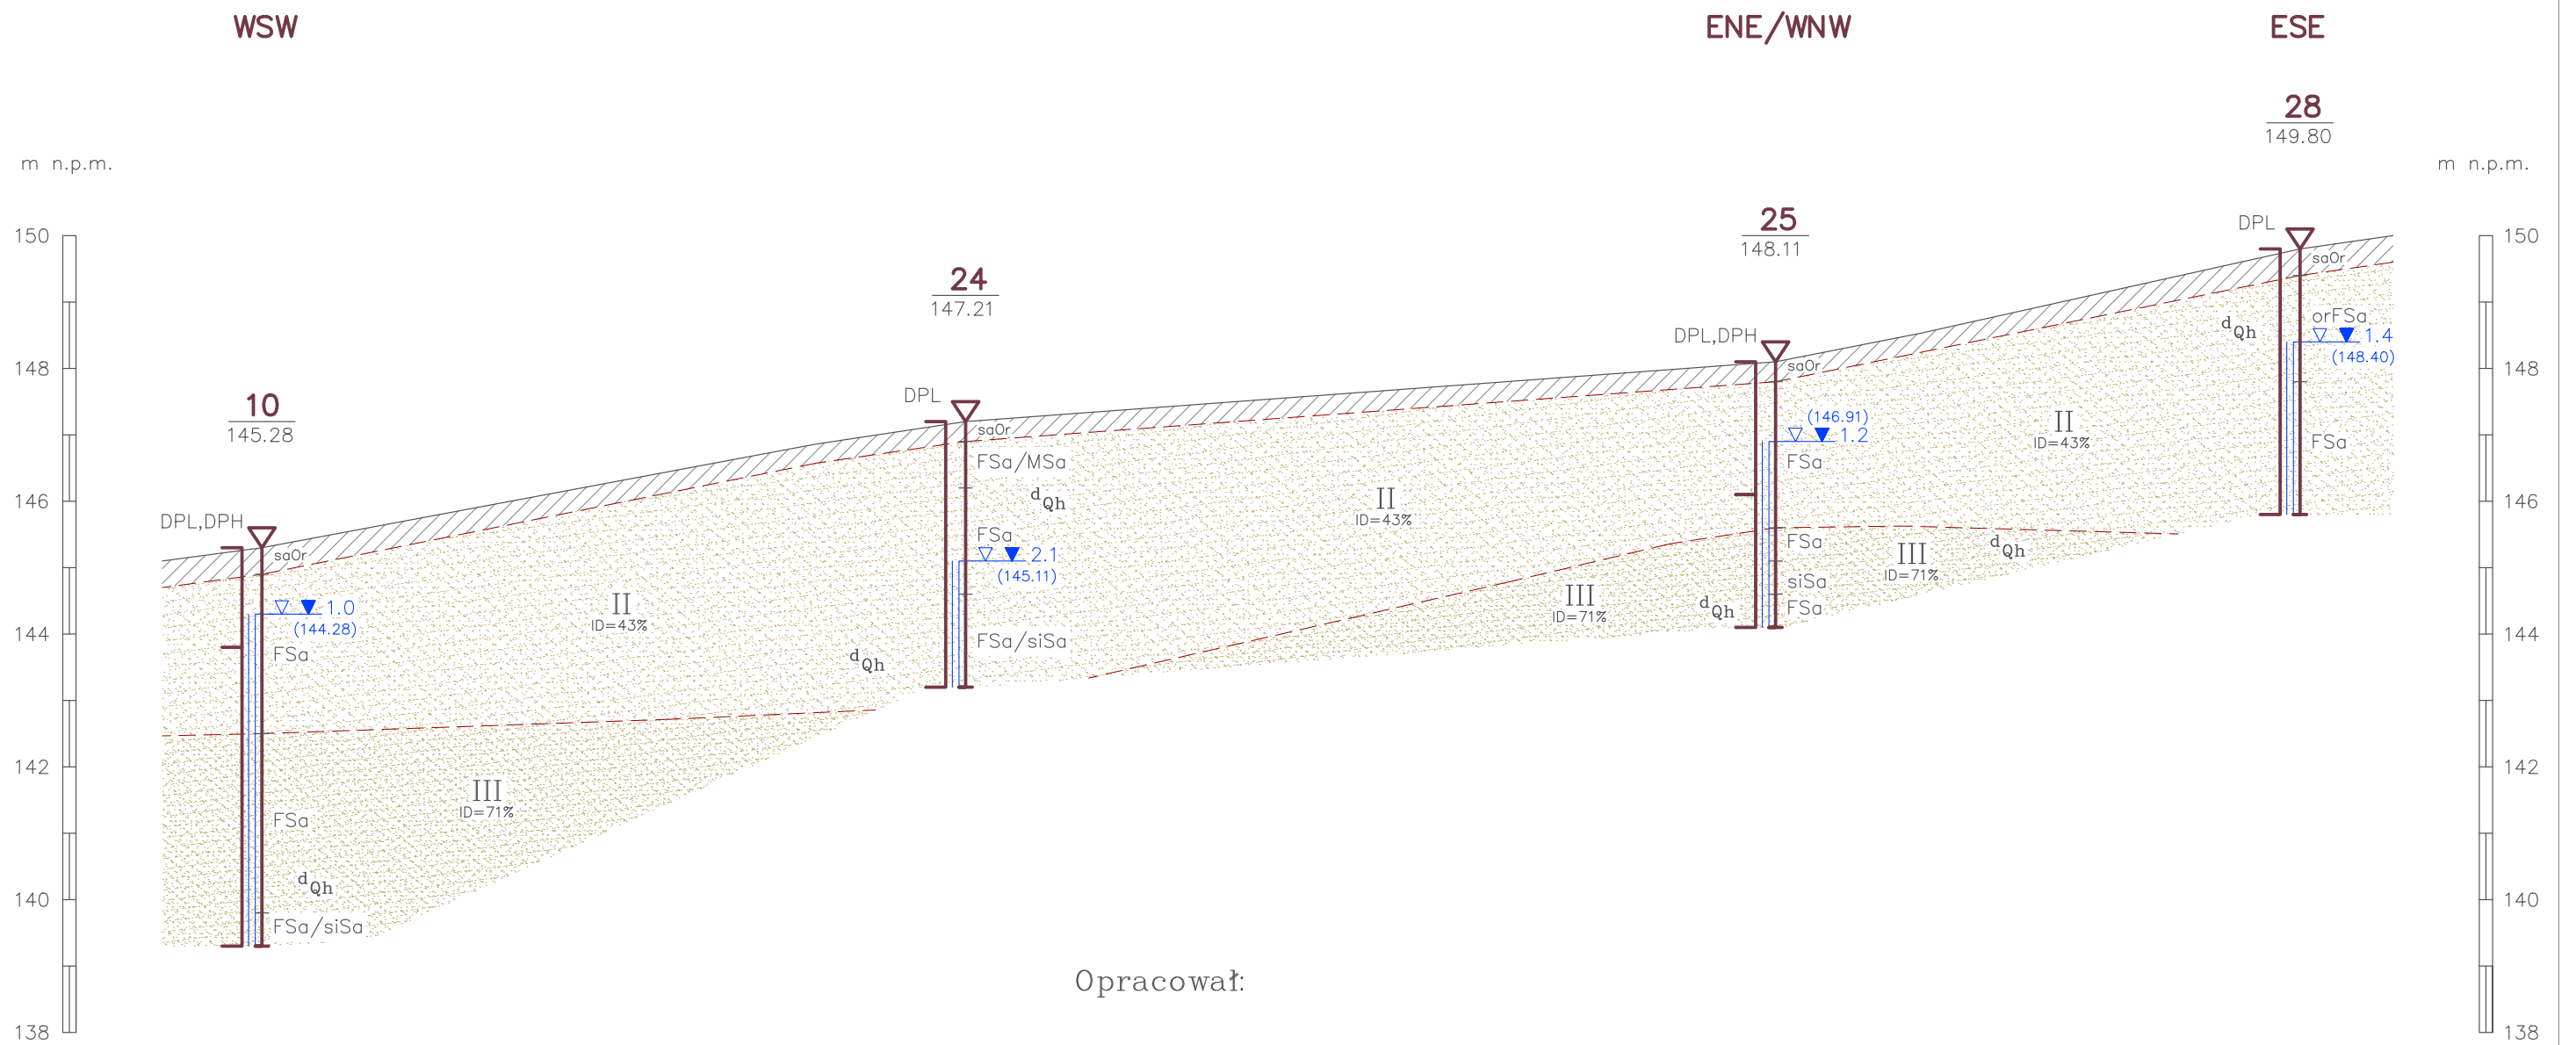 WSW
ENE/WNW
ESE
28
149.80
m n.p.m.
m n.p.m.
25
148.11
DPL
150
150
saOr
24
147.21
orFSa
dQh
1.4
(148.40)
DPL,DPH
saOr
148
148
10
145.28
DPL
saOr
(146.91)
1.2
II
ID=43%
FSa
FSa/MSa
FSa
146
146
dQh
II
ID=43%
DPL,DPH
saOr
FSa
2.1
(145.11)
FSa
dQh
III
ID=71%
siSa
FSa
1.0
(144.28)
II
ID=43%
III
ID=71%
dQh
144
144
FSa
dQh
FSa/siSa
142
142
III
ID=71%
FSa
dQh
140
140
FSa/siSa
Opracował:
138
138